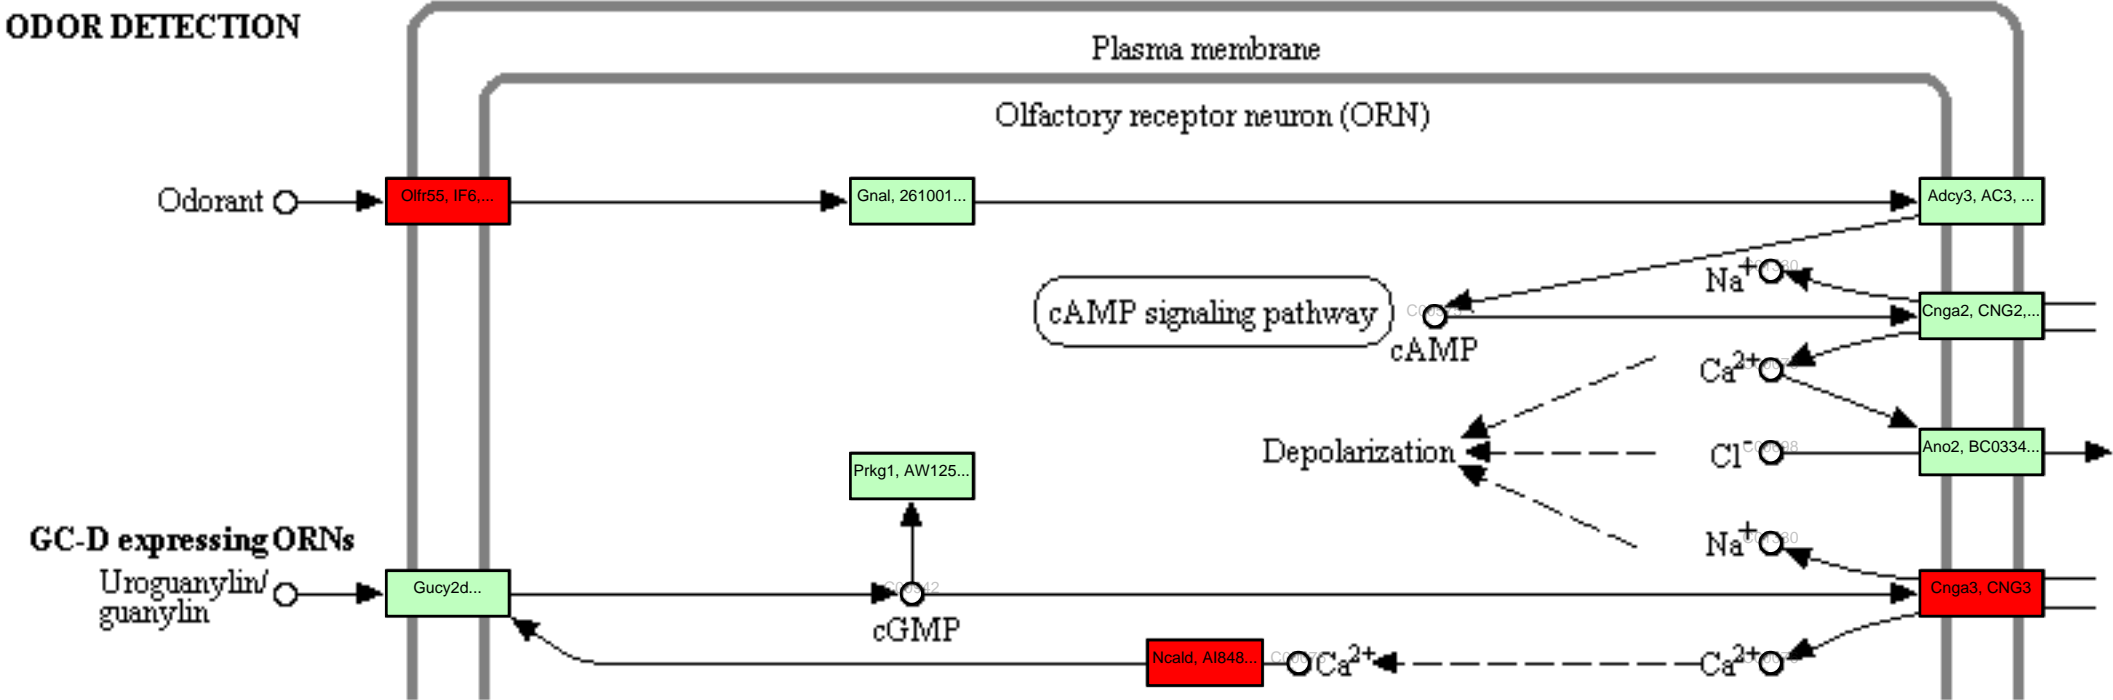 ODOR DETECTION
Plasma membrane
Olfactory receptor neuron (ORN)
Odorant
Olfr55, IF6,...
Gnal, 261001...
Adcy3, AC3, ...
Na+
cAMP signaling pathway
Cnga2, CNG2,...
cAMP
Ca2+
Depolarization
Cl-
Ano2, BC0334...
Prkg1, AW125...
GC-D expressing ORNs
Na+
Uroguanylin/
guanylin
Gucy2d...
cGMP
Cnga3, CNG3
Ncald, AI848...
Ca2+
Ca2+